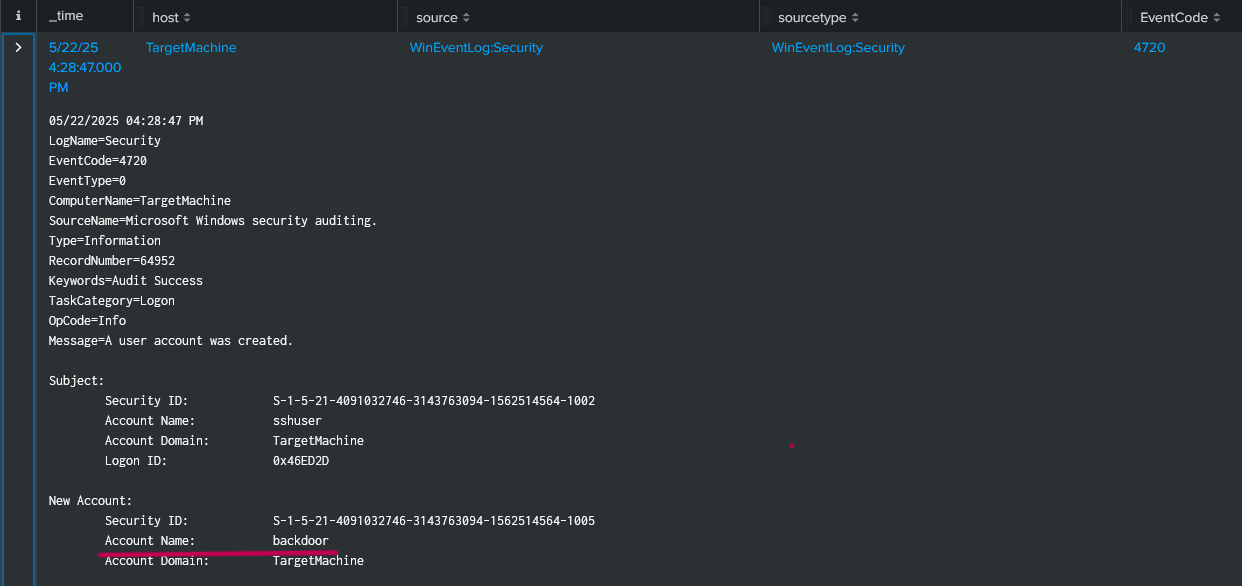 i _time host source sourcetype EventCode
5/22/25 TargetMachine WinEventLog:Security WinEventLog:Security 4720
4:28:47.000
PM
05/22/2025 04:28:47 PM
LogName=Security
EventCode=4720
EventType=0
ComputerName=TargetMachine
SourceName=Microsoft Windows security auditing.
Type=Information
RecordNumber=64952
Keywords=Audit Success
TaskCategory=Logon
OpCode=Info
Message=A user account was created.
Subject:
Security ID: S-1-5-21-4091032746-3143763094-1562514564-1002
Account Name: sshuser
Account Domain: TargetMachine
Logon ID: 0x46ED2D
New Account:
Security ID: S-1-5-21-4091032746-3143763094-1562514564-1005
Account Name: backdoor
Account Domain: TargetMachine